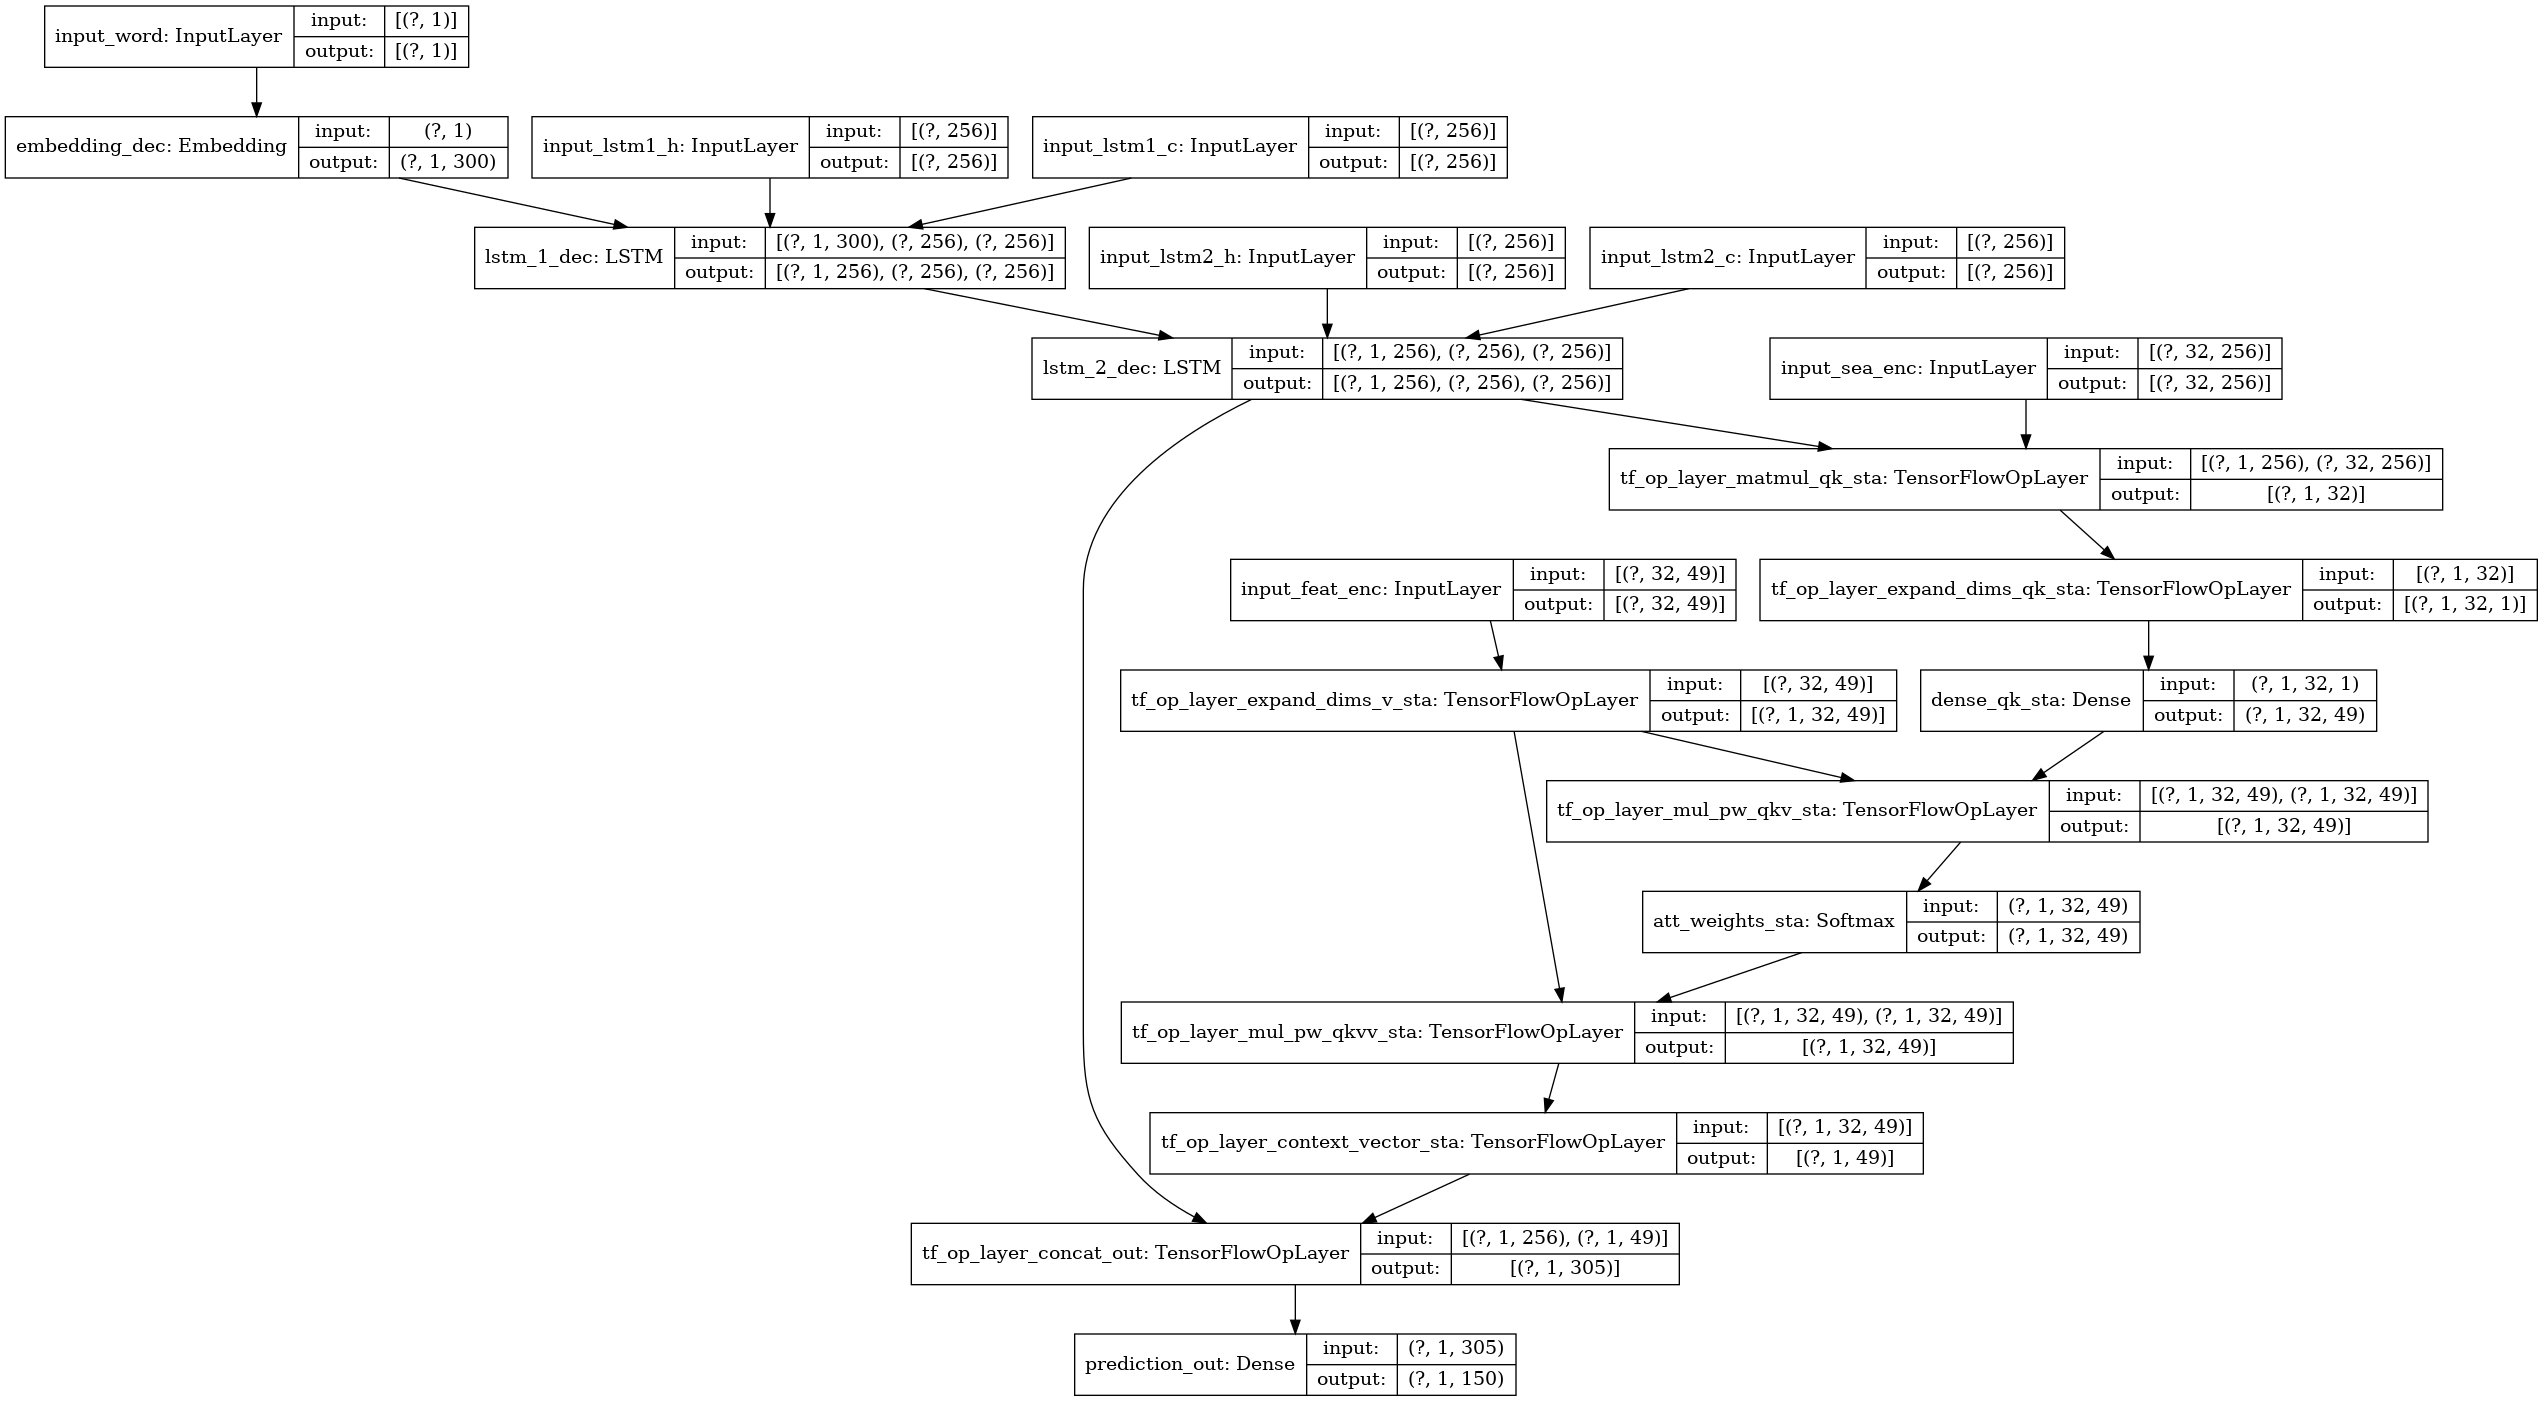 input_word: InputLayer
input: [(?, 1)]
output: [(?, 1)]
embedding_dec: Embedding
input: (?, 1)
output: (?, 1, 300)
input_lstm1_h: InputLayer
input: [(?, 256)]
output: [(?, 256)]
input_lstm1_c: InputLayer
input: [(?, 256)]
output: [(?, 256)]
lstm_1_dec: LSTM
input: [(?, 1, 300), (?, 256), (?, 256)]
output: [(?, 1, 256), (?, 256), (?, 256)]
input_lstm2_h: InputLayer
input: [(?, 256)]
output: [(?, 256)]
input_lstm2_c: InputLayer
input: [(?, 256)]
output: [(?, 256)]
lstm_2_dec: LSTM
input: [(?, 1, 256), (?, 256), (?, 256)]
output: [(?, 1, 256), (?, 256), (?, 256)]
input_sea_enc: InputLayer
input: [(?, 32, 256)]
output: [(?, 32, 256)]
tf_op_layer_matmul_qk_sta: TensorFlowOpLayer
input: [(?, 1, 256), (?, 32, 256)]
output: [(?, 1, 32)]
input_feat_enc: InputLayer
input: [(?, 32, 49)]
output: [(?, 32, 49)]
tf_op_layer_expand_dims_qk_sta: TensorFlowOpLayer
input: [(?, 1, 32)]
output: [(?, 1, 32, 1)]
tf_op_layer_expand_dims_v_sta: TensorFlowOpLayer
input: [(?, 32, 49)]
output: [(?, 1, 32, 49)]
dense_qk_sta: Dense
input: (?, 1, 32, 1)
output: (?, 1, 32, 49)
tf_op_layer_mul_pw_qkv_sta: TensorFlowOpLayer
input: [(?, 1, 32, 49), (?, 1, 32, 49)]
output: [(?, 1, 32, 49)]
att_weights_sta: Softmax
input: (?, 1, 32, 49)
output: (?, 1, 32, 49)
tf_op_layer_mul_pw_qkvv_sta: TensorFlowOpLayer
input: [(?, 1, 32, 49), (?, 1, 32, 49)]
output: [(?, 1, 32, 49)]
tf_op_layer_context_vector_sta: TensorFlowOpLayer
input: [(?, 1, 32, 49)]
output: [(?, 1, 49)]
tf_op_layer_concat_out: TensorFlowOpLayer
input: [(?, 1, 256), (?, 1, 49)]
output: [(?, 1, 305)]
prediction_out: Dense
input: (?, 1, 305)
output: (?, 1, 150)